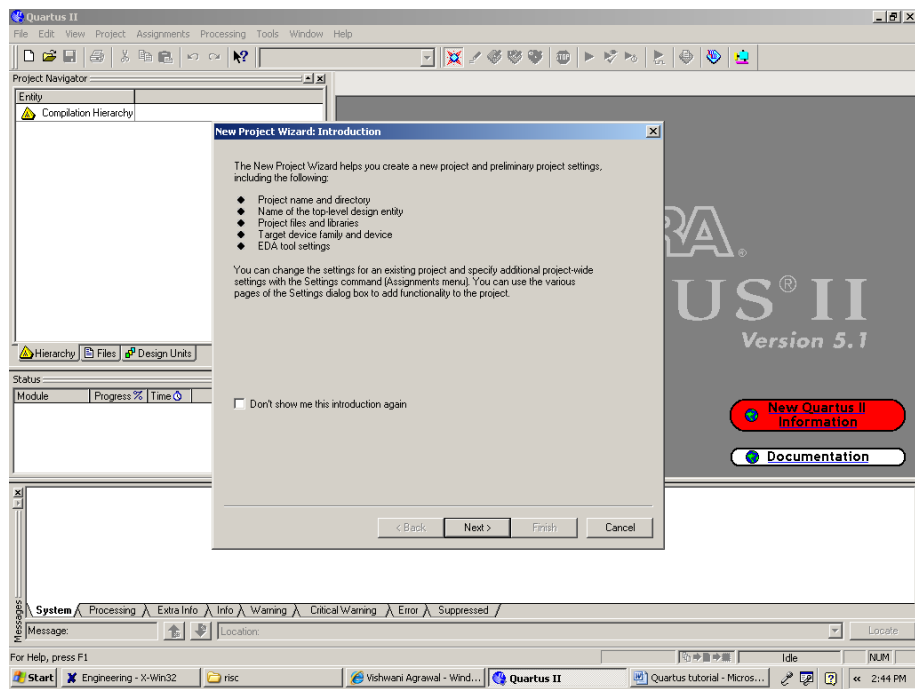 Quartus II
File Edit View Project Assignments Processing Tools Window Help
Project Navigator
Entity
Compilation Hierarchy
New Project Wizard: Introduction
The New Project Wizard helps you create a new project and preliminary project settings,
including the following:
Project name and directory
Name of the top-level design entity
Project files and libraries
Target device family and device
EDA tool settings
You can change the settings for an existing project and specify additional project-wide
settings with the Settings command (Assignments menu). You can use the various
pages of the Settings dialog box to add functionality to the project.
Don't show me this introduction again
< Back Next > Finish Cancel
RA®
US® II
Version 5.1
New Quartus II
Information
Documentation
Hierarchy Files Design Units
Status
Module Progress % Time
System Processing Extra Info Info Warning Critical Warning Error Suppressed
Messages
Message: Location: Locate
For Help, press F1 Idle NUM
Start Engineering - X-Win32 risc Vishwani Agrawal - Wind... Quartus II Quartus tutorial - Micros... « 2:44 PM